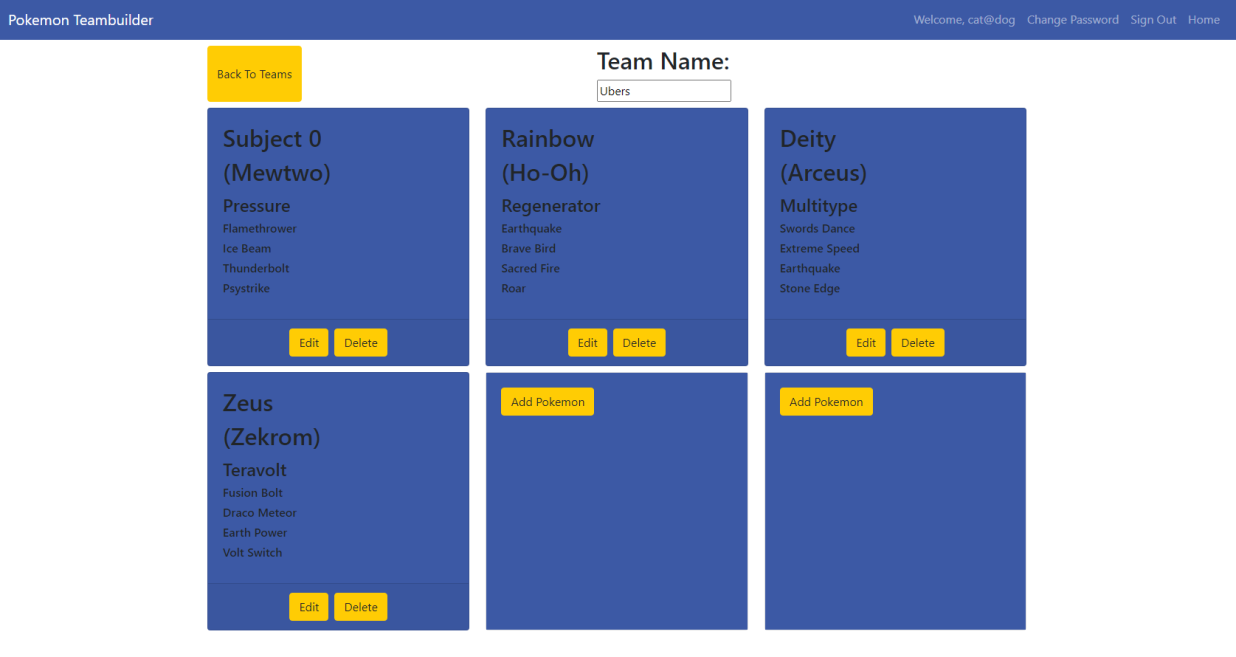 Pokemon Teambuilder
Welcome, cat@dog Change Password Sign Out Home
Back To Teams
Team Name:
Ubers
Subject 0
(Mewtwo)
Pressure
Flamethrower
Ice Beam
Thunderbolt
Psystrike
Edit Delete
Rainbow
(Ho-Oh)
Regenerator
Earthquake
Brave Bird
Sacred Fire
Roar
Edit Delete
Deity
(Arceus)
Multitype
Swords Dance
Extreme Speed
Earthquake
Stone Edge
Edit Delete
Zeus
(Zekrom)
Teravolt
Fusion Bolt
Draco Meteor
Earth Power
Volt Switch
Edit Delete
Add Pokemon
Add Pokemon